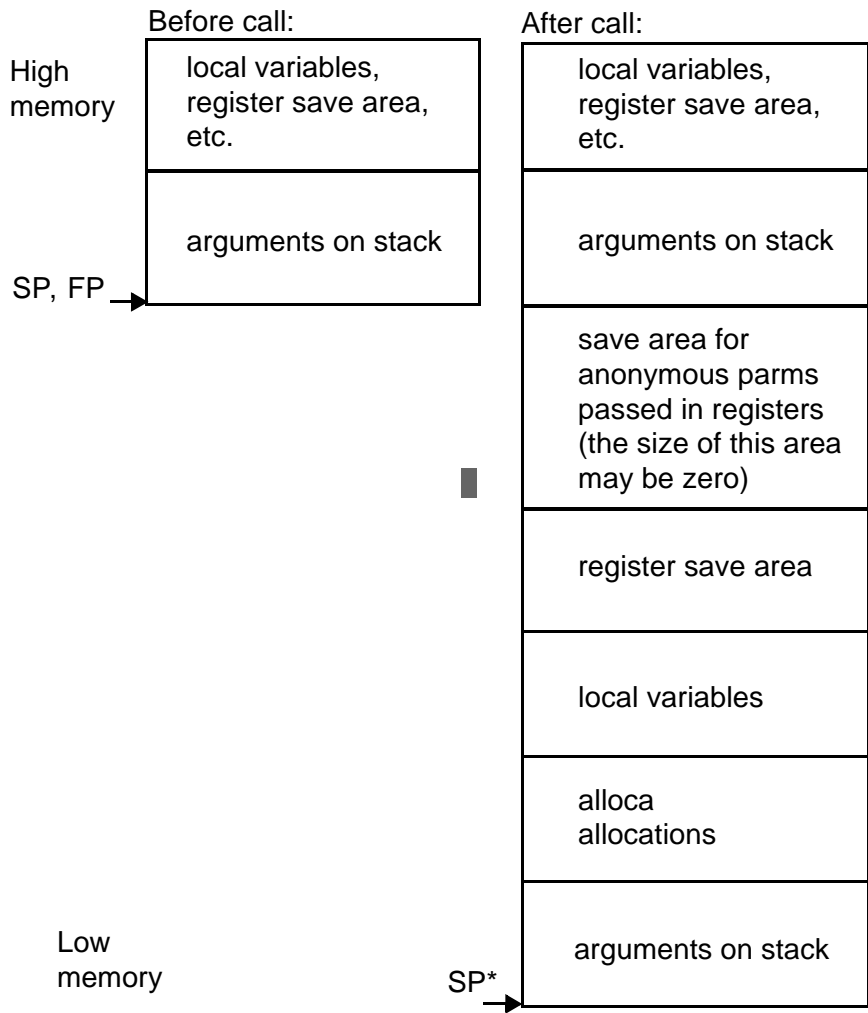 Before call:
After call:
High
memory
local variables,
register save area,
etc.
local variables,
register save area,
etc.
arguments on stack
arguments on stack
SP, FP
save area for
anonymous parms
passed in registers
(the size of this area
may be zero)
register save area
local variables
alloca
allocations
Low
memory
arguments on stack
SP*